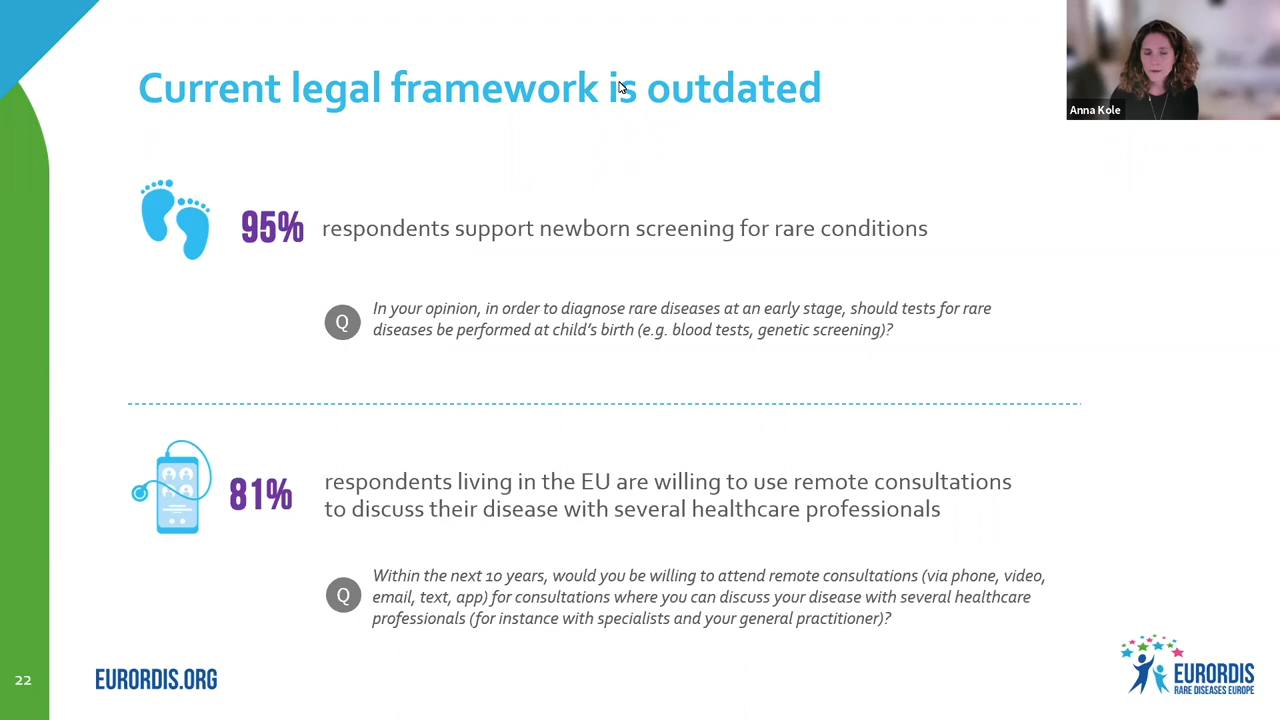 Current legal framework is outdated
Anna Kole
95%
respondents support newborn screening for rare conditions
Q
In your opinion, in order to diagnose rare diseases at an early stage, should tests for rare
diseases be performed at child's birth (e.g. blood tests, genetic screening)?
81%
respondents living in the EU are willing to use remote consultations
to discuss their disease with several healthcare professionals
Q
Within the next 10 years, would you be willing to attend remote consultations (via phone, video,
email, text, app) for consultations where you can discuss your disease with several healthcare
professionals (for instance with specialists and your general practitioner)?
22
EURORDIS.ORG
EURORDIS
RARE DISEASES EUROPE